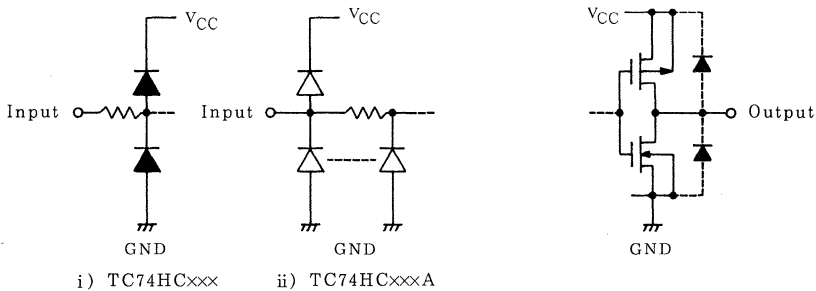 VCC
VCC
VCC
Input
Input
Output
GND
GND
GND
i) TC74HC×××
ii) TC74HC×××A